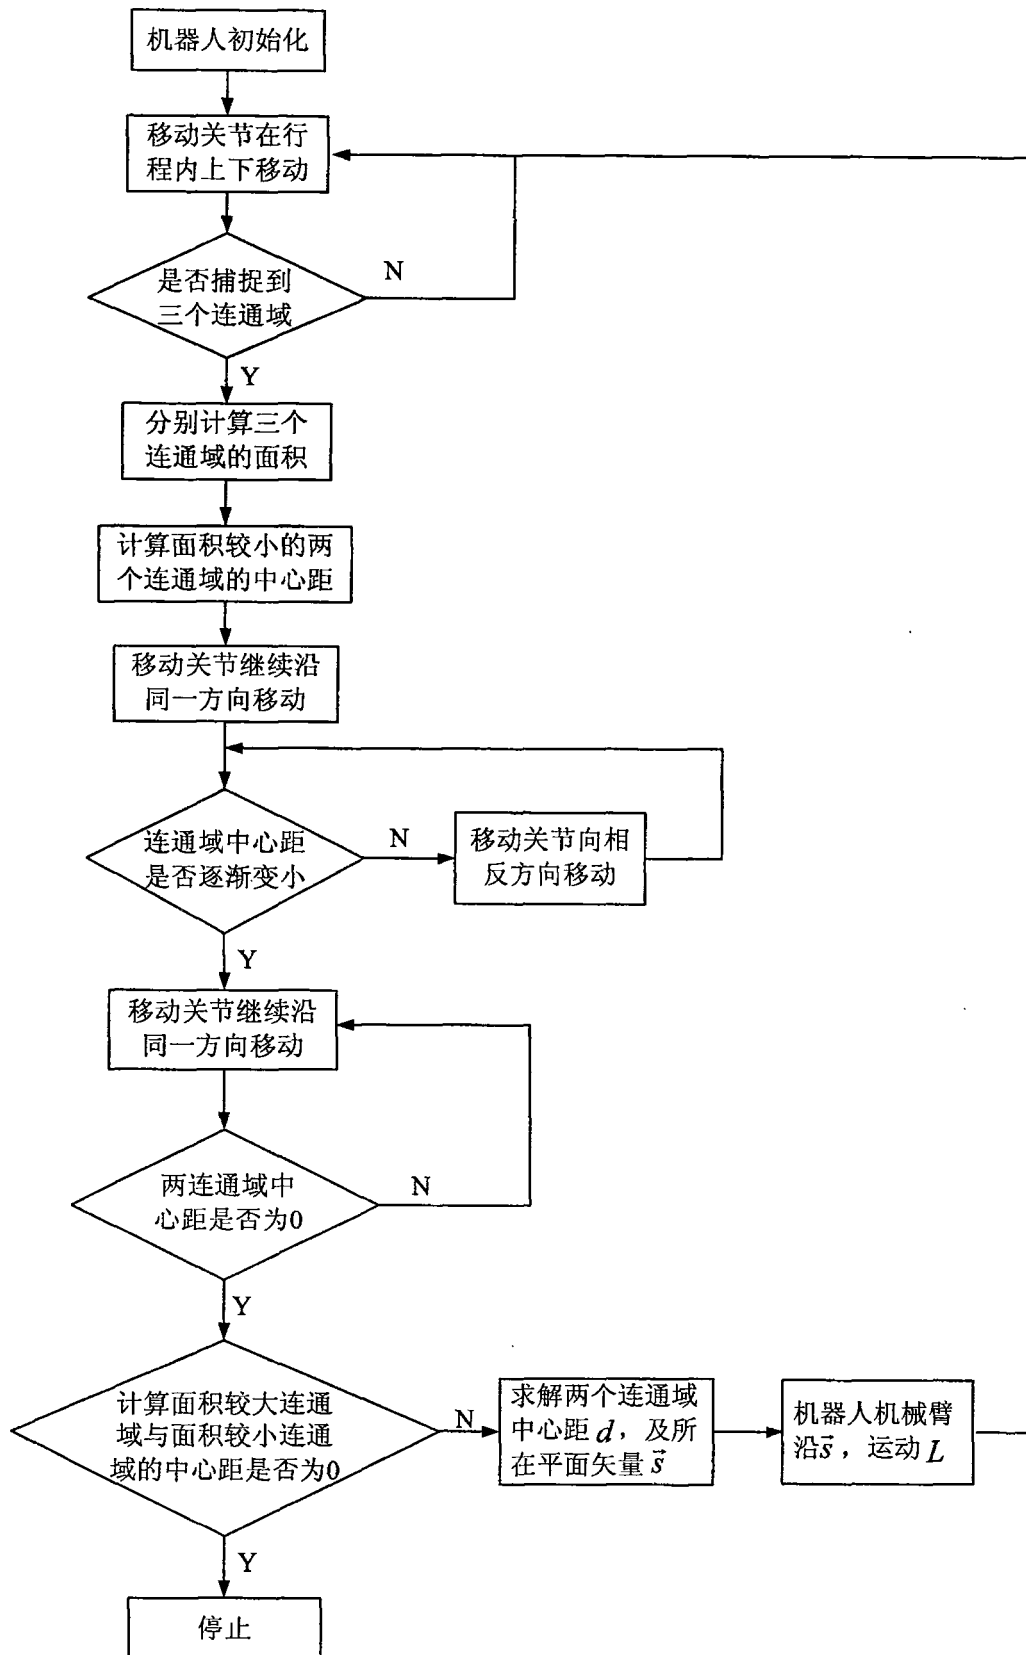 机器人初始化
移动关节在行
程内上下移动
是否捕捉到
三个连通域
N
Y
分别计算三个
连通域的面积
计算面积较小的两
个连通域的中心距
移动关节继续沿
同一方向移动
连通域中心距
是否逐渐变小
N
移动关节向相
反方向移动
Y
移动关节继续沿
同一方向移动
两连通域中
心距是否为0
N
Y
计算面积较大连通
域与面积较小连通
域的中心距是否为0
N
求解两个连通域
中心距d，及所
在平面矢量s⃗
机器人机械臂
沿s⃗，运动L
Y
停止